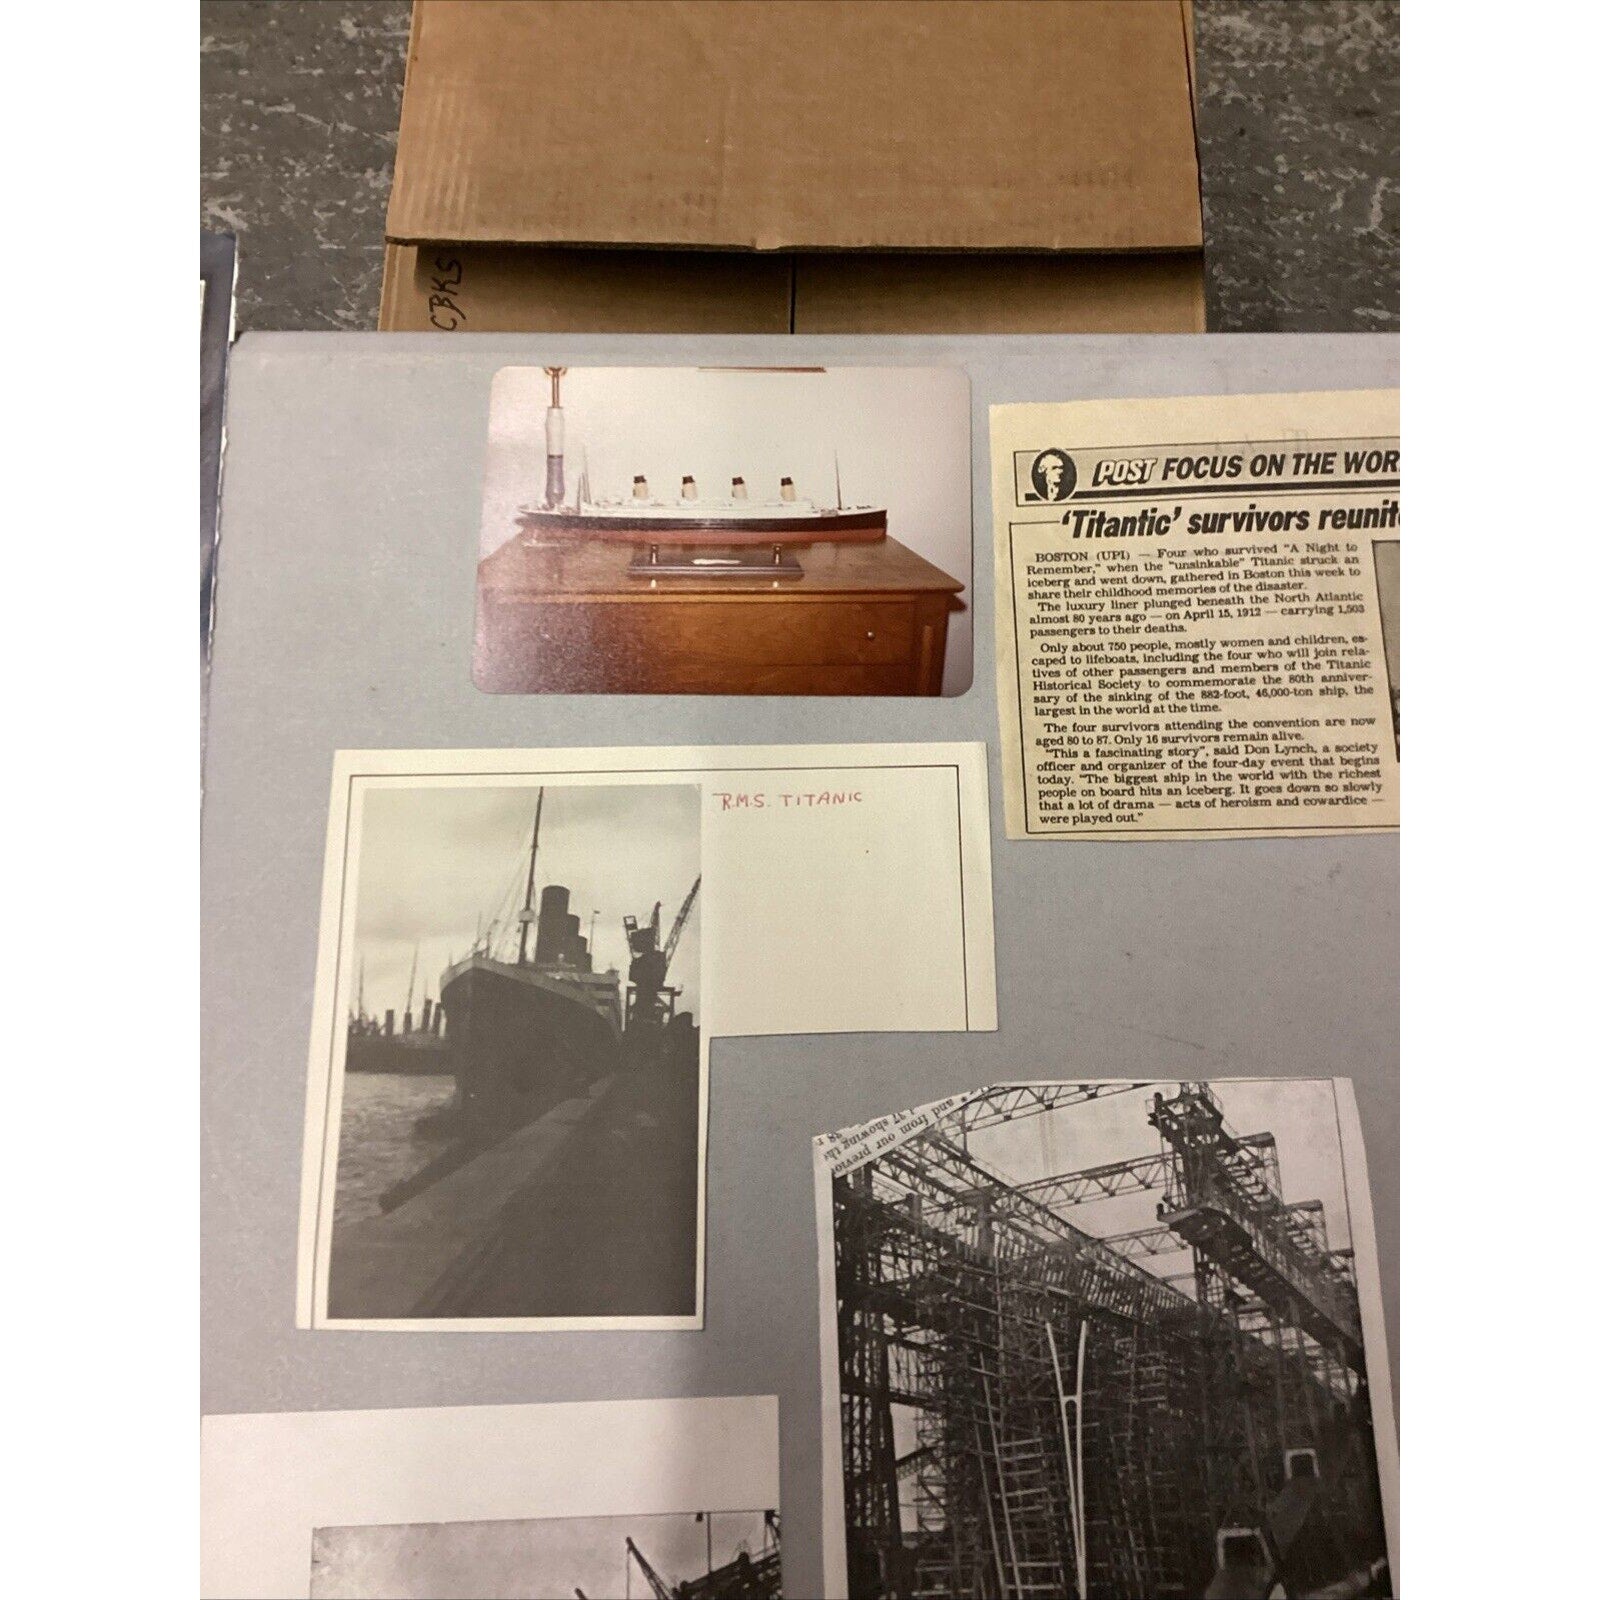 CBKS
POST FOCUS ON THE WOR
'Titantic' survivors reunit
BOSTON (UPI) — Four who survived "A Night to
Remember," when the "unsinkable" Titanic struck an
iceberg and went down, gathered in Boston this week to
share their childhood memories of the disaster.
The luxury liner plunged beneath the North Atlantic
almost 80 years ago — on April 15, 1912 — carrying 1,503
passengers to their deaths.
Only about 750 people, mostly women and children, es-
caped to lifeboats, including the four who will join rela-
tives of other passengers and members of the Titanic
Historical Society to commemorate the 80th anniver-
sary of the sinking of the 882-foot, 46,000-ton ship, the
largest in the world at the time.
The four survivors attending the convention are now
aged 80 to 87. Only 16 survivors remain alive.
"This a fascinating story", said Don Lynch, a society
officer and organizer of the four-day event that begins
today. "The biggest ship in the world with the richest
people on board hits an iceberg. It goes down so slowly
that a lot of drama — acts of heroism and cowardice —
were played out."
R.M.S. TITANIC
from our previo
showing th
and